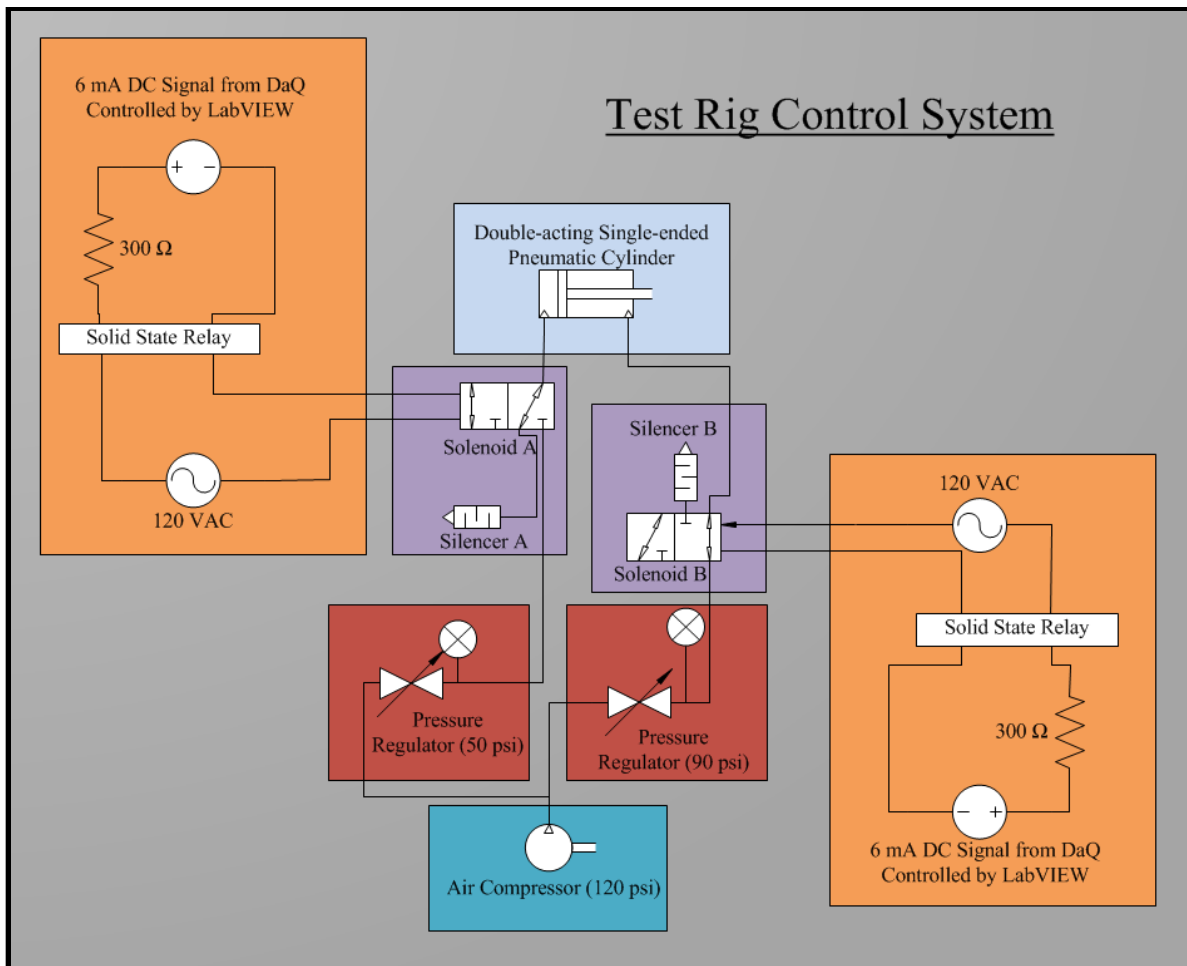 Test Rig Control System
6 mA DC Signal from DaQ
Controlled by LabVIEW
+ -
300 Ω
Solid State Relay
120 VAC
Double-acting Single-ended
Pneumatic Cylinder
Solenoid A
Silencer A
Silencer B
Solenoid B
120 VAC
Solid State Relay
300 Ω
- +
6 mA DC Signal from DaQ
Controlled by LabVIEW
Pressure
Regulator (50 psi)
Pressure
Regulator (90 psi)
Air Compressor (120 psi)